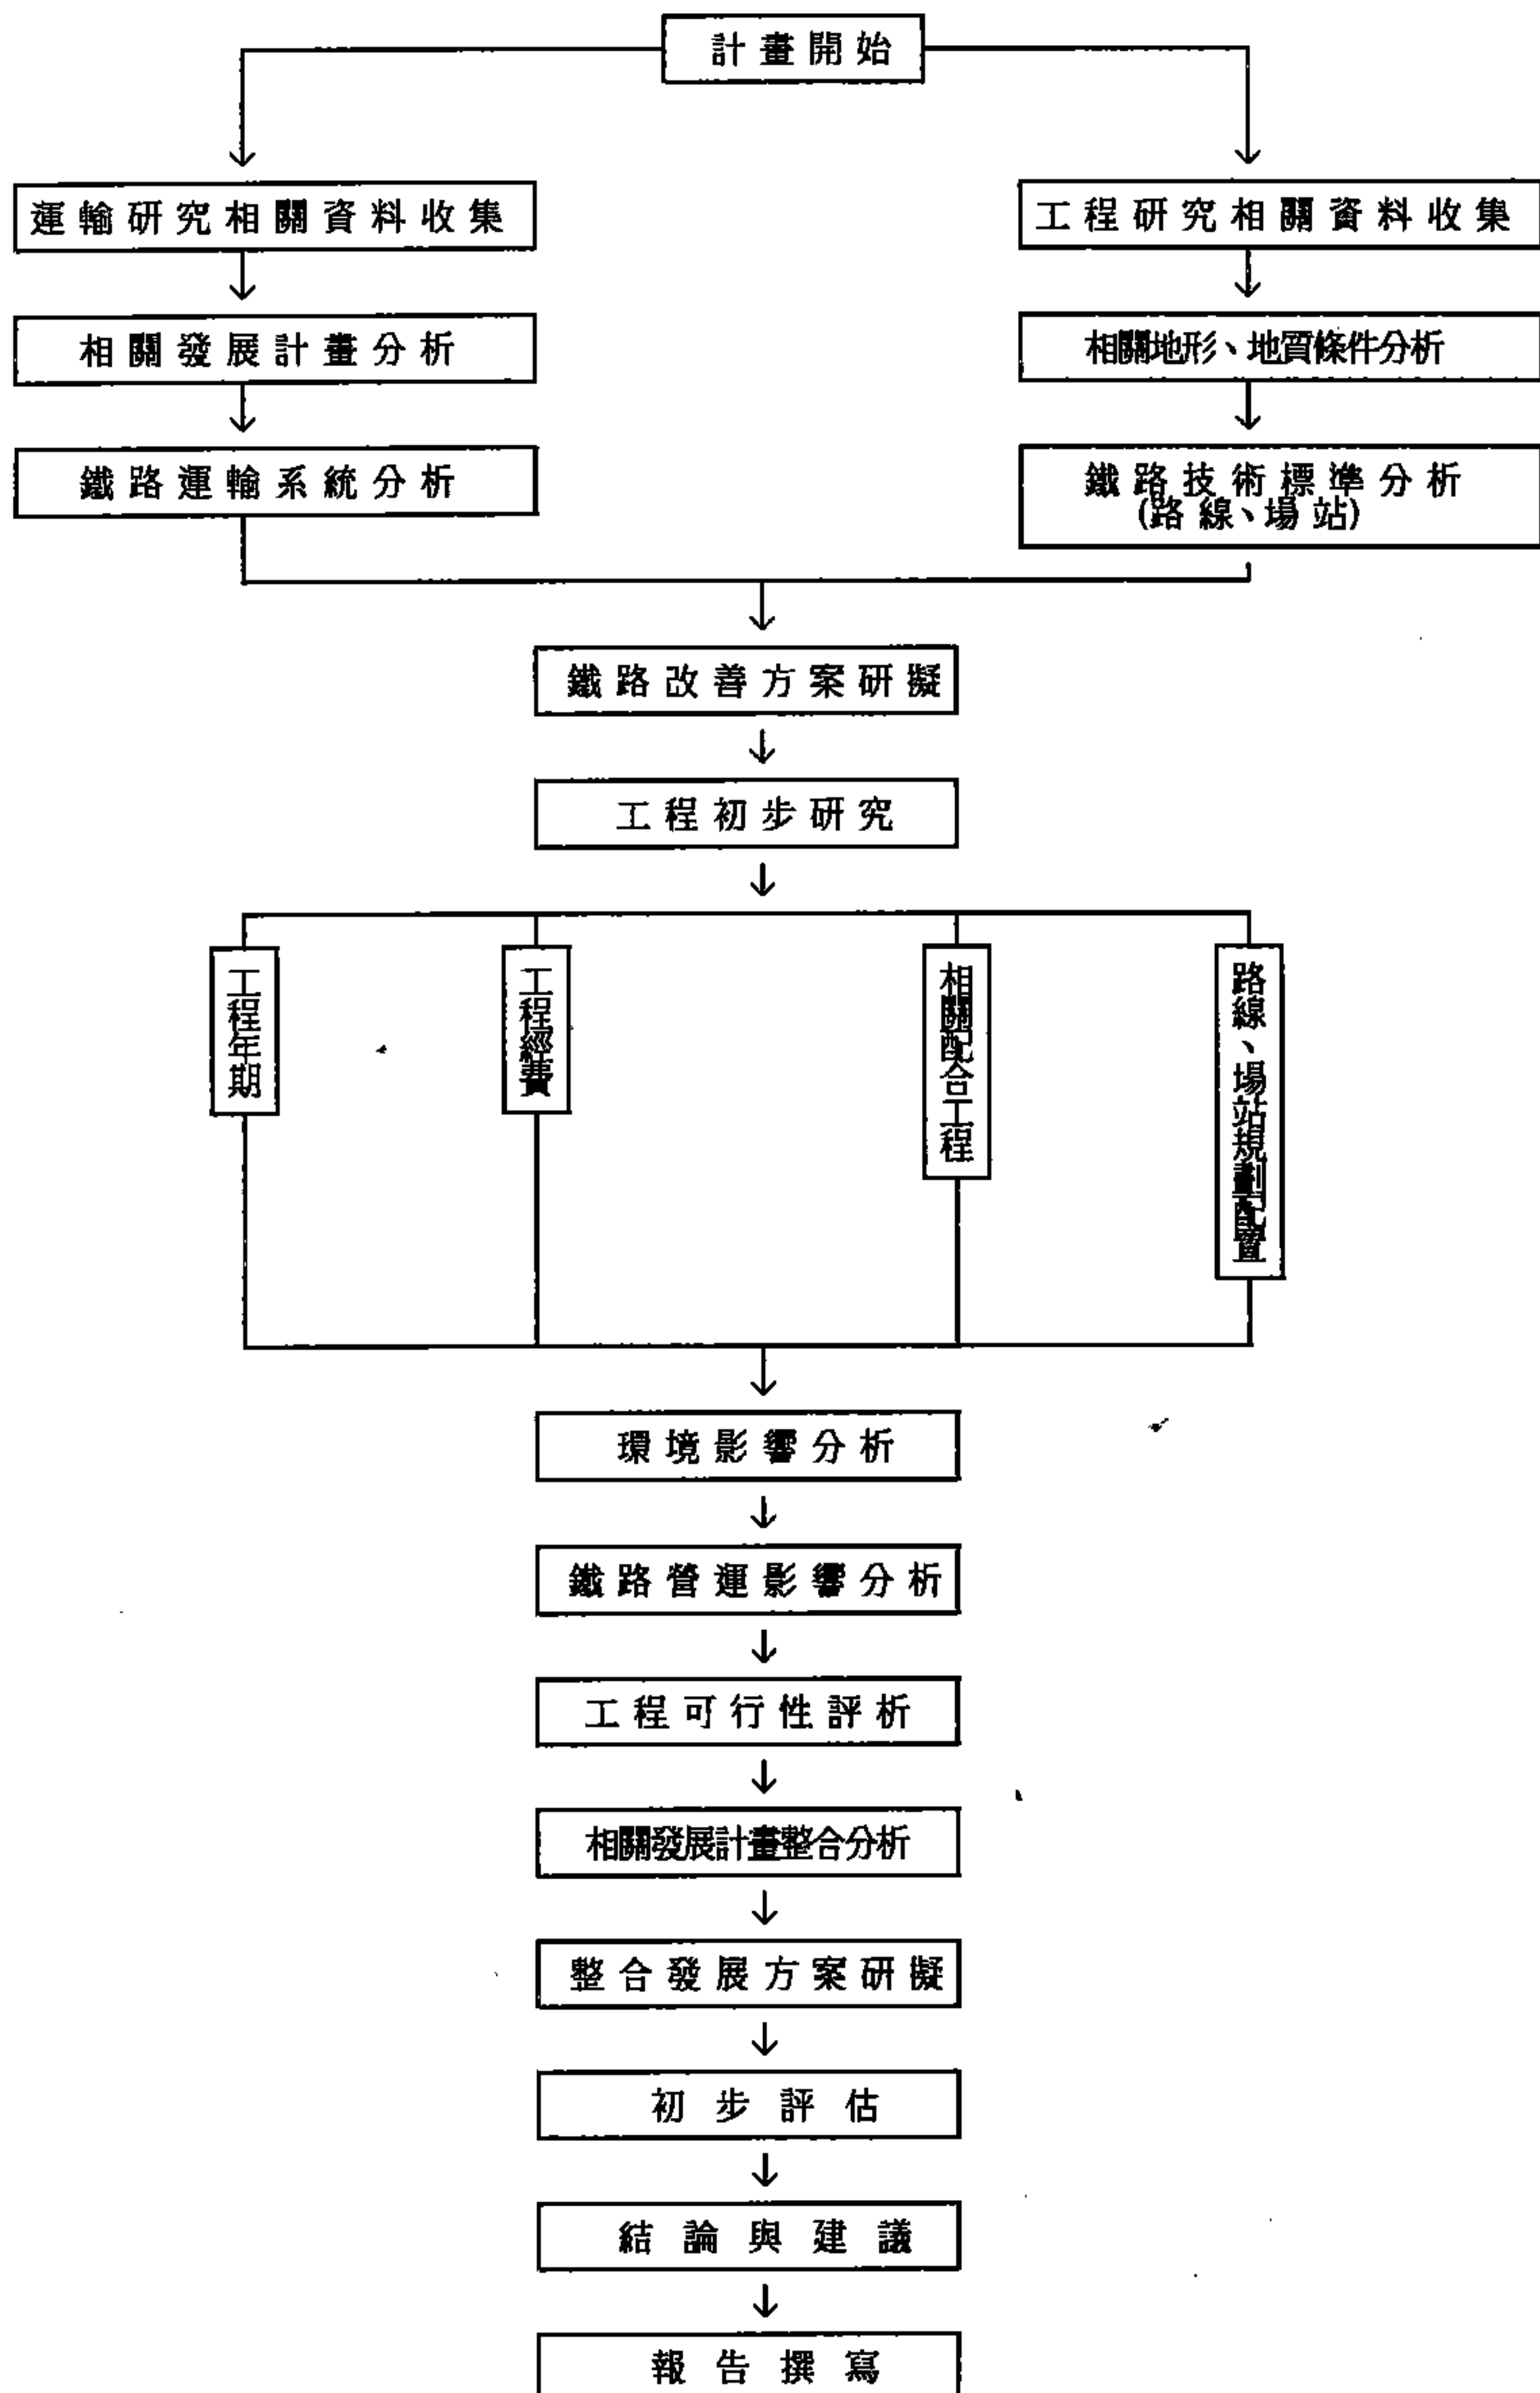 計畫開始
運輸研究相關資料收集
工程研究相關資料收集
相關發展計畫分析
相關地形、地質條件分析
鐵路運輸系統分析
鐵路技術標準分析
(路線、場站)
鐵路改善方案研擬
工程初步研究
工程年期
工程經費
相關配合工程
路線、場站規劃配置
環境影響分析
鐵路營運影響分析
工程可行性評析
相關發展計畫整合分析
整合發展方案研擬
初步評估
結論與建議
報告撰寫